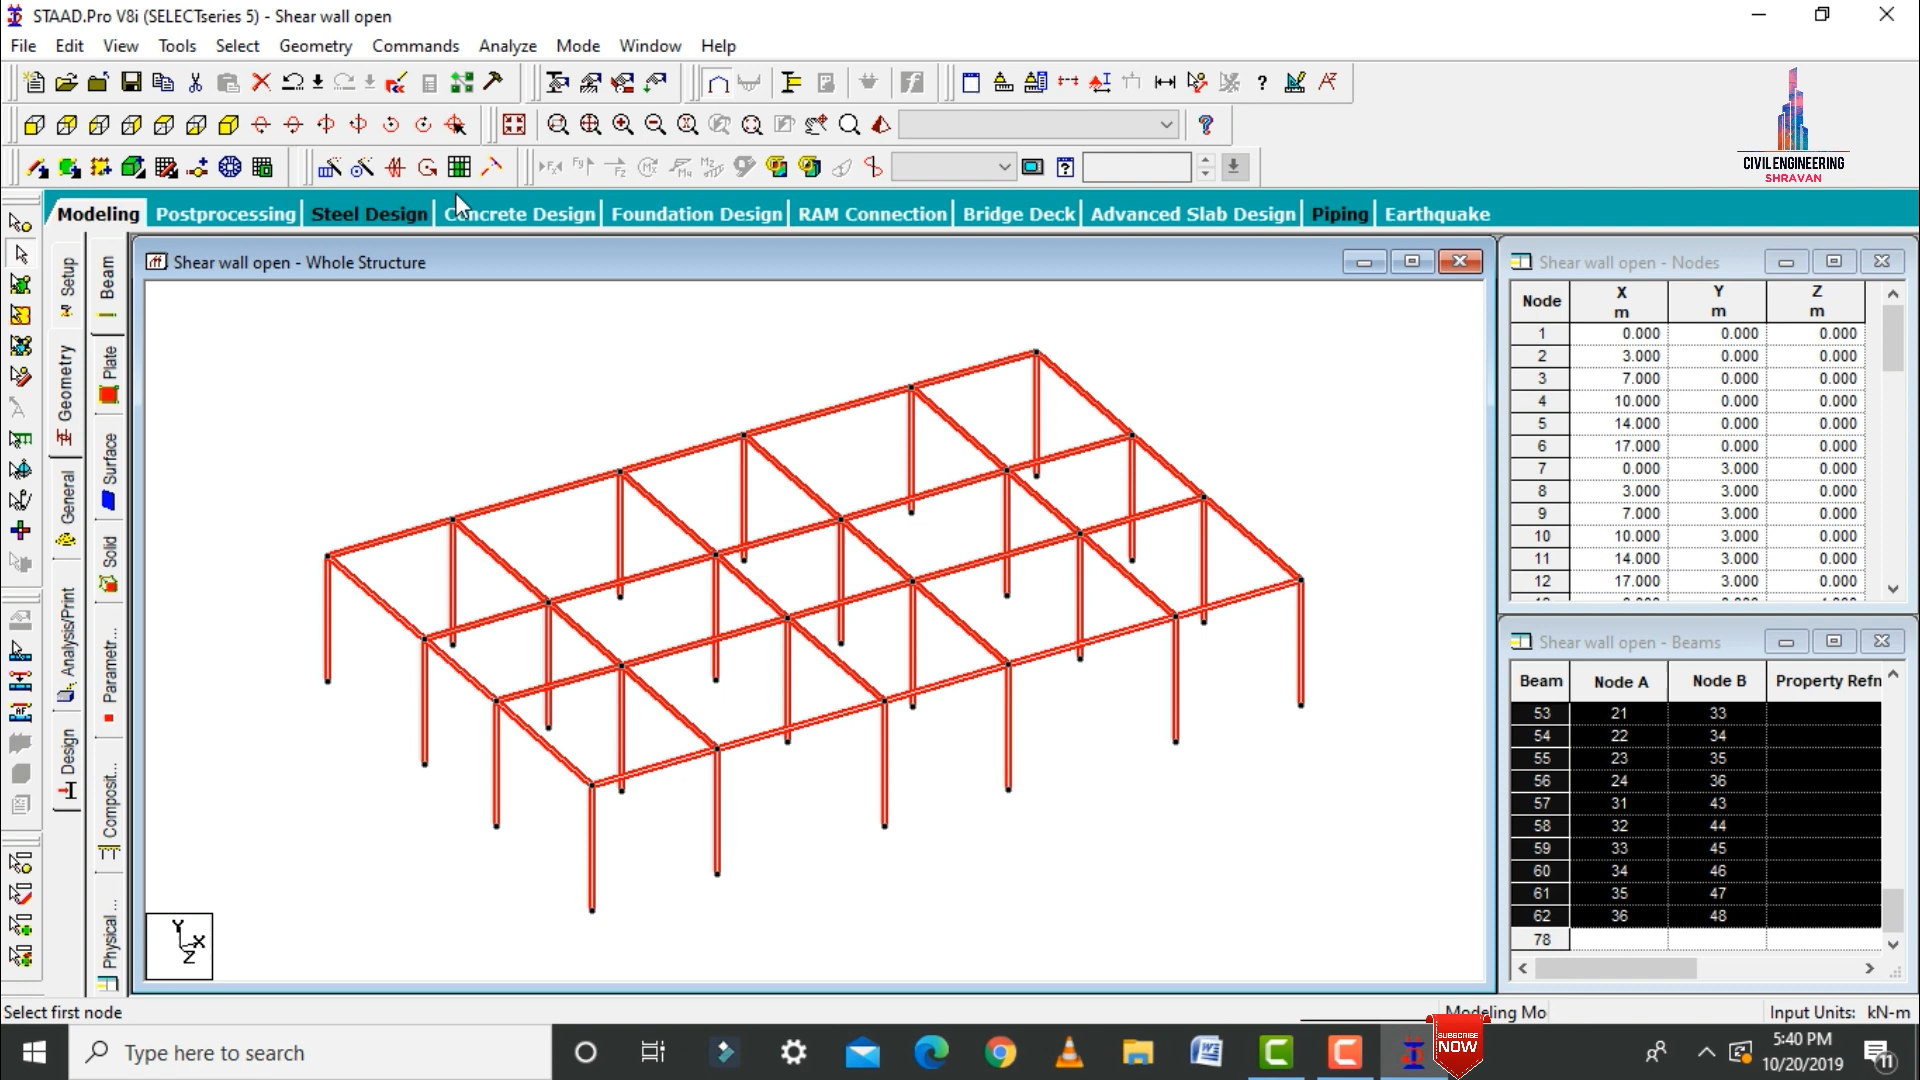 STAAD.Pro V8i (SELECTseries 5) - Shear wall open
File Edit View Tools Select Geometry Commands Analyze Mode Window Help
CIVILENGINEERING
SHRAVAN
Modeling Postprocessing Steel Design Concrete Design Foundation Design RAM Connection Bridge Deck Advanced Slab Design Piping Earthquake
Setup
Geometry
General
Analysis/Print
Design
Beam
Plate
Surface
Solid
Parametr...
Composit...
Physical ...
Shear wall open - Whole Structure
Y
X
Z
Shear wall open - Nodes
Node X m Y m Z m
1 0.000 0.000 0.000
2 3.000 0.000 0.000
3 7.000 0.000 0.000
4 10.000 0.000 0.000
5 14.000 0.000 0.000
6 17.000 0.000 0.000
7 0.000 3.000 0.000
8 3.000 3.000 0.000
9 7.000 3.000 0.000
10 10.000 3.000 0.000
11 14.000 3.000 0.000
12 17.000 3.000 0.000
Shear wall open - Beams
Beam Node A Node B Property Refn
53 21 33
54 22 34
55 23 35
56 24 36
57 31 43
58 32 44
59 33 45
60 34 46
61 35 47
62 36 48
78
Select first node
Modeling Mo
Input Units: kN-m
Type here to search
SUBSCRIBE
NOW
5:40 PM
10/20/2019
11